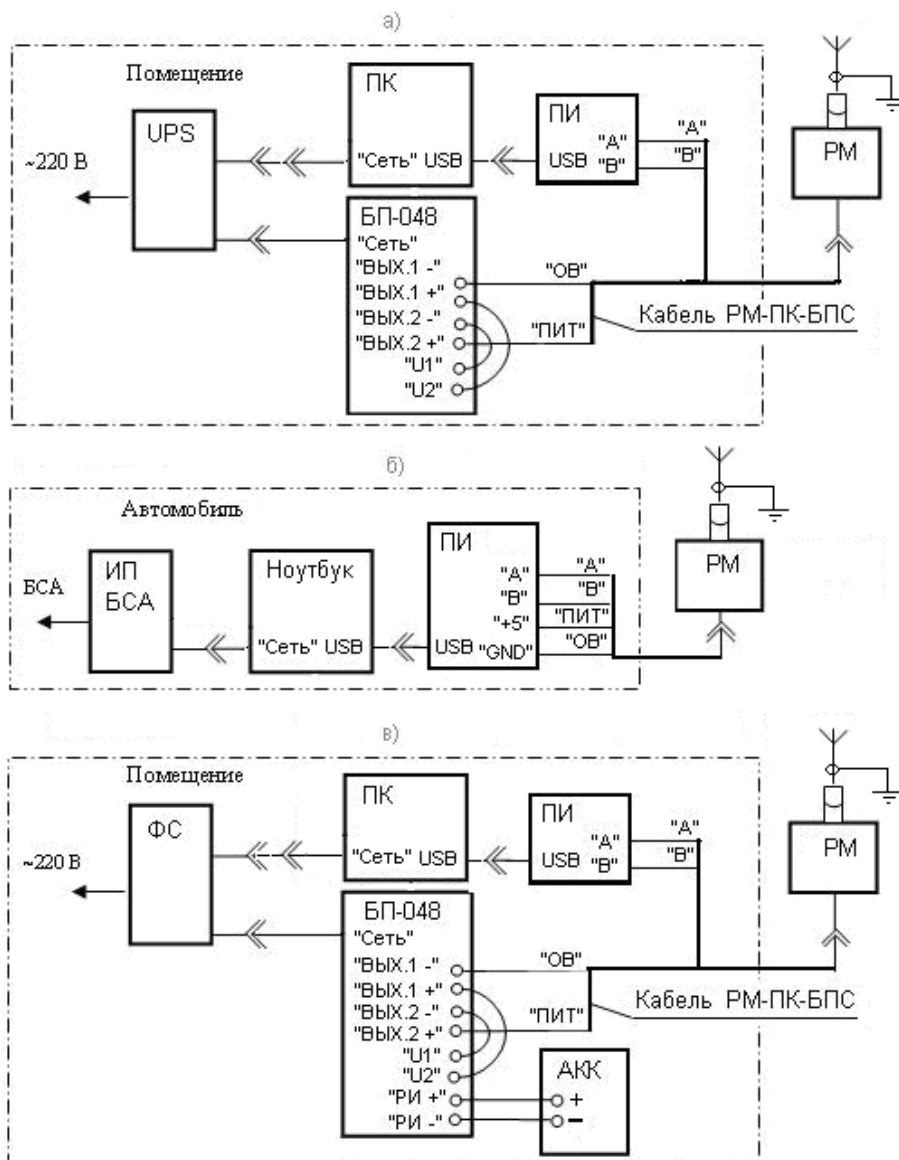 а)
Помещение
ПК
ПИ
UPS
"А"
"А"
"В"
"В"
~220 В
"Сеть" USB
USB
РМ
БП-048
"Сеть"
"ВЫХ.1 -"
"ВЫХ.1 +"
"ВЫХ.2 -"
"ВЫХ.2 +"
"U1"
"U2"
"ОВ"
"ПИТ"
Кабель РМ-ПК-БПС
б)
Автомобиль
БСА
ИП
БСА
Ноутбук
"Сеть" USB
ПИ
USB
"А"
"В"
"+5"
"GND"
"А"
"В"
"ПИТ"
"ОВ"
РМ
в)
Помещение
ПК
ПИ
ФС
"А"
"А"
"В"
"В"
~220 В
"Сеть" USB
USB
РМ
БП-048
"Сеть"
"ВЫХ.1 -"
"ВЫХ.1 +"
"ВЫХ.2 -"
"ВЫХ.2 +"
"U1"
"U2"
"РИ +"
"РИ -"
"ОВ"
"ПИТ"
Кабель РМ-ПК-БПС
АКК
+
−